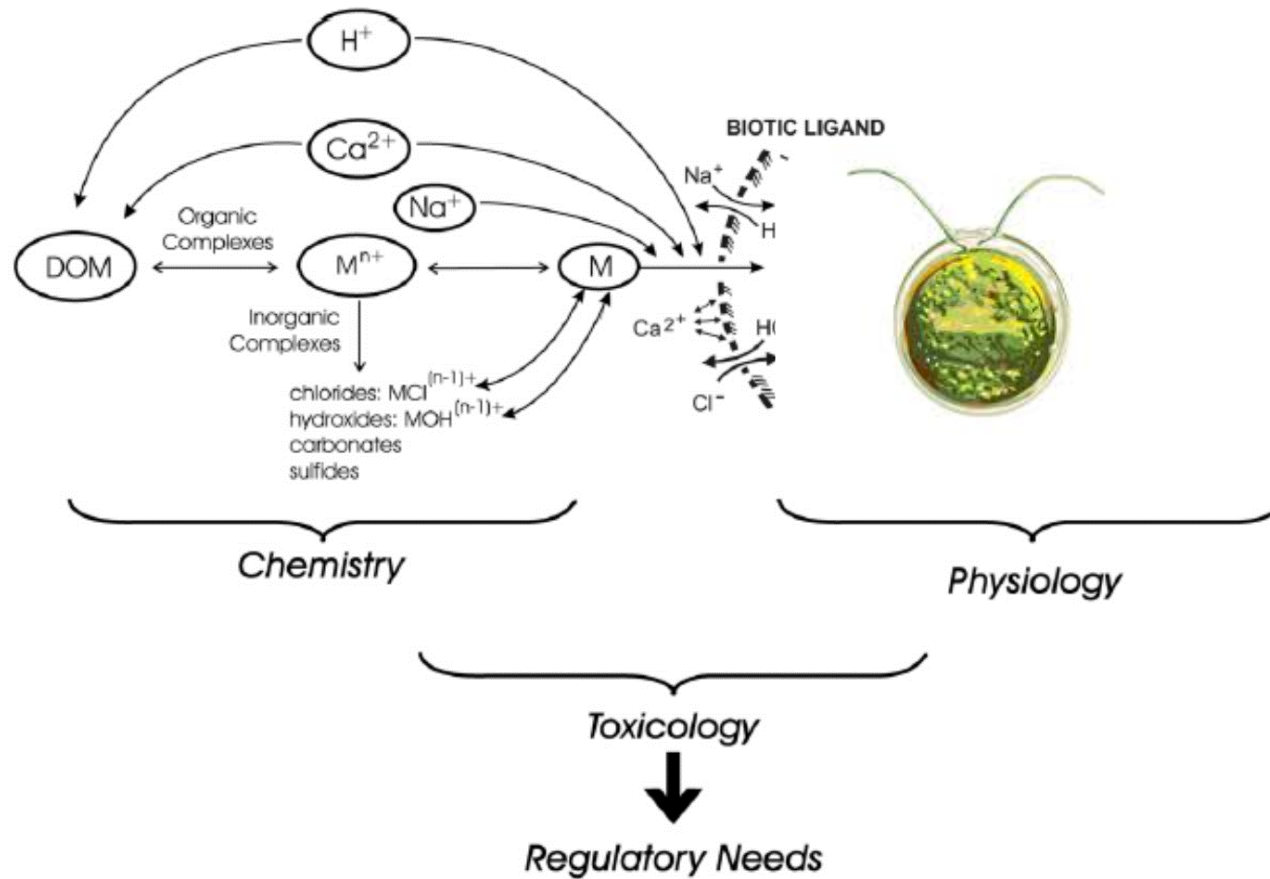 H⁺
Ca²⁺
Na⁺
BIOTIC LIGAND
Na⁺
H
DOM
Organic
Complexes
Mⁿ⁺
M
Inorganic
Complexes
Ca²⁺
Cl⁻
chlorides: MCl⁽ⁿ⁻¹⁾⁺
hydroxides: MOH⁽ⁿ⁻¹⁾⁺
carbonates
sulfides
Chemistry
Physiology
Toxicology
Regulatory Needs